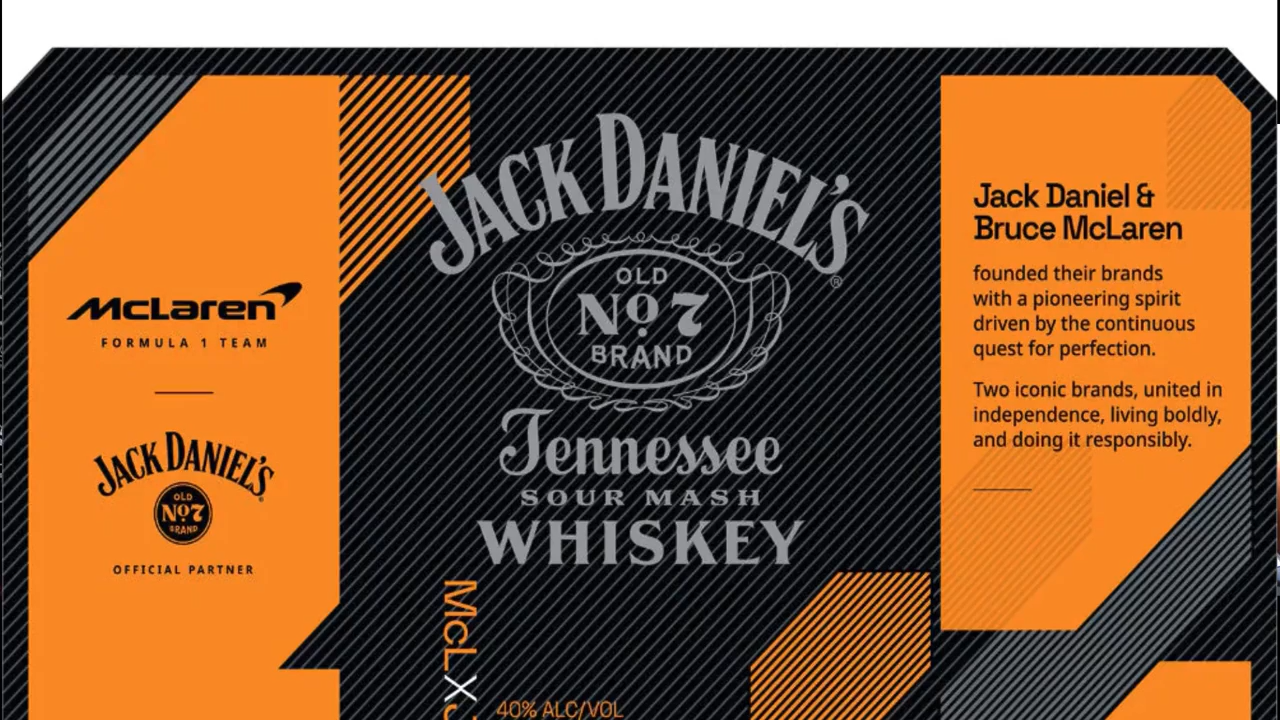 McLaren
FORMULA 1 TEAM
JACK DANIEL'S
OLD
Nº 7
BRAND
OFFICIAL PARTNER
JACK DANIEL'S®
OLD
Nº 7
BRAND
Tennessee
SOUR MASH
WHISKEY
McLX
40% ALC/VOL
Jack Daniel &
Bruce McLaren
founded their brands
with a pioneering spirit
driven by the continuous
quest for perfection.
Two iconic brands, united in
independence, living boldly,
and doing it responsibly.